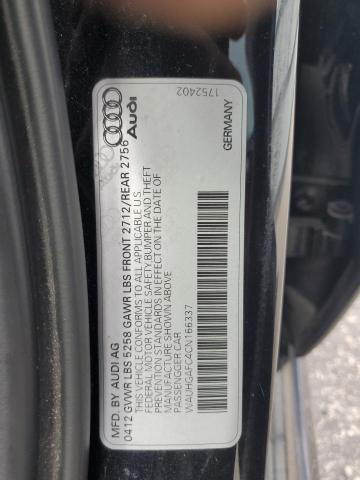 Audi
1752402
GERMANY
MFD. BY AUDI AG
0412 GVWR LBS 5258 GAWR LBS FRONT 2712/REAR 2756
THIS VEHICLE CONFORMS TO ALL APPLICABLE U.S.
FEDERAL MOTOR VEHICLE SAFETY,BUMPER AND THEFT
PREVENTION STANDARDS IN EFFECT ON THE DATE OF
MANUFACTURE SHOWN ABOVE
PASSENGER CAR
WAUHGAFC4CN166337